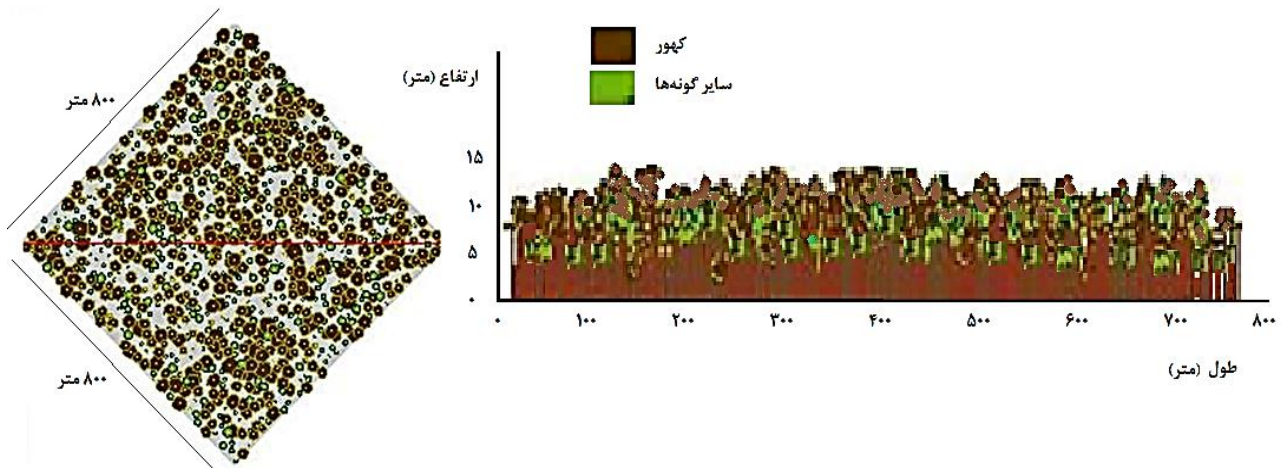 ۸۰۰ متر
۸۰۰ متر
کهور
سایر گونه‌ها
ارتفاع (متر)
۱۵
۱۰
۵
۰
۰ ۱۰۰ ۲۰۰ ۳۰۰ ۴۰۰ ۵۰۰ ۶۰۰ ۷۰۰ ۸۰۰
طول (متر)